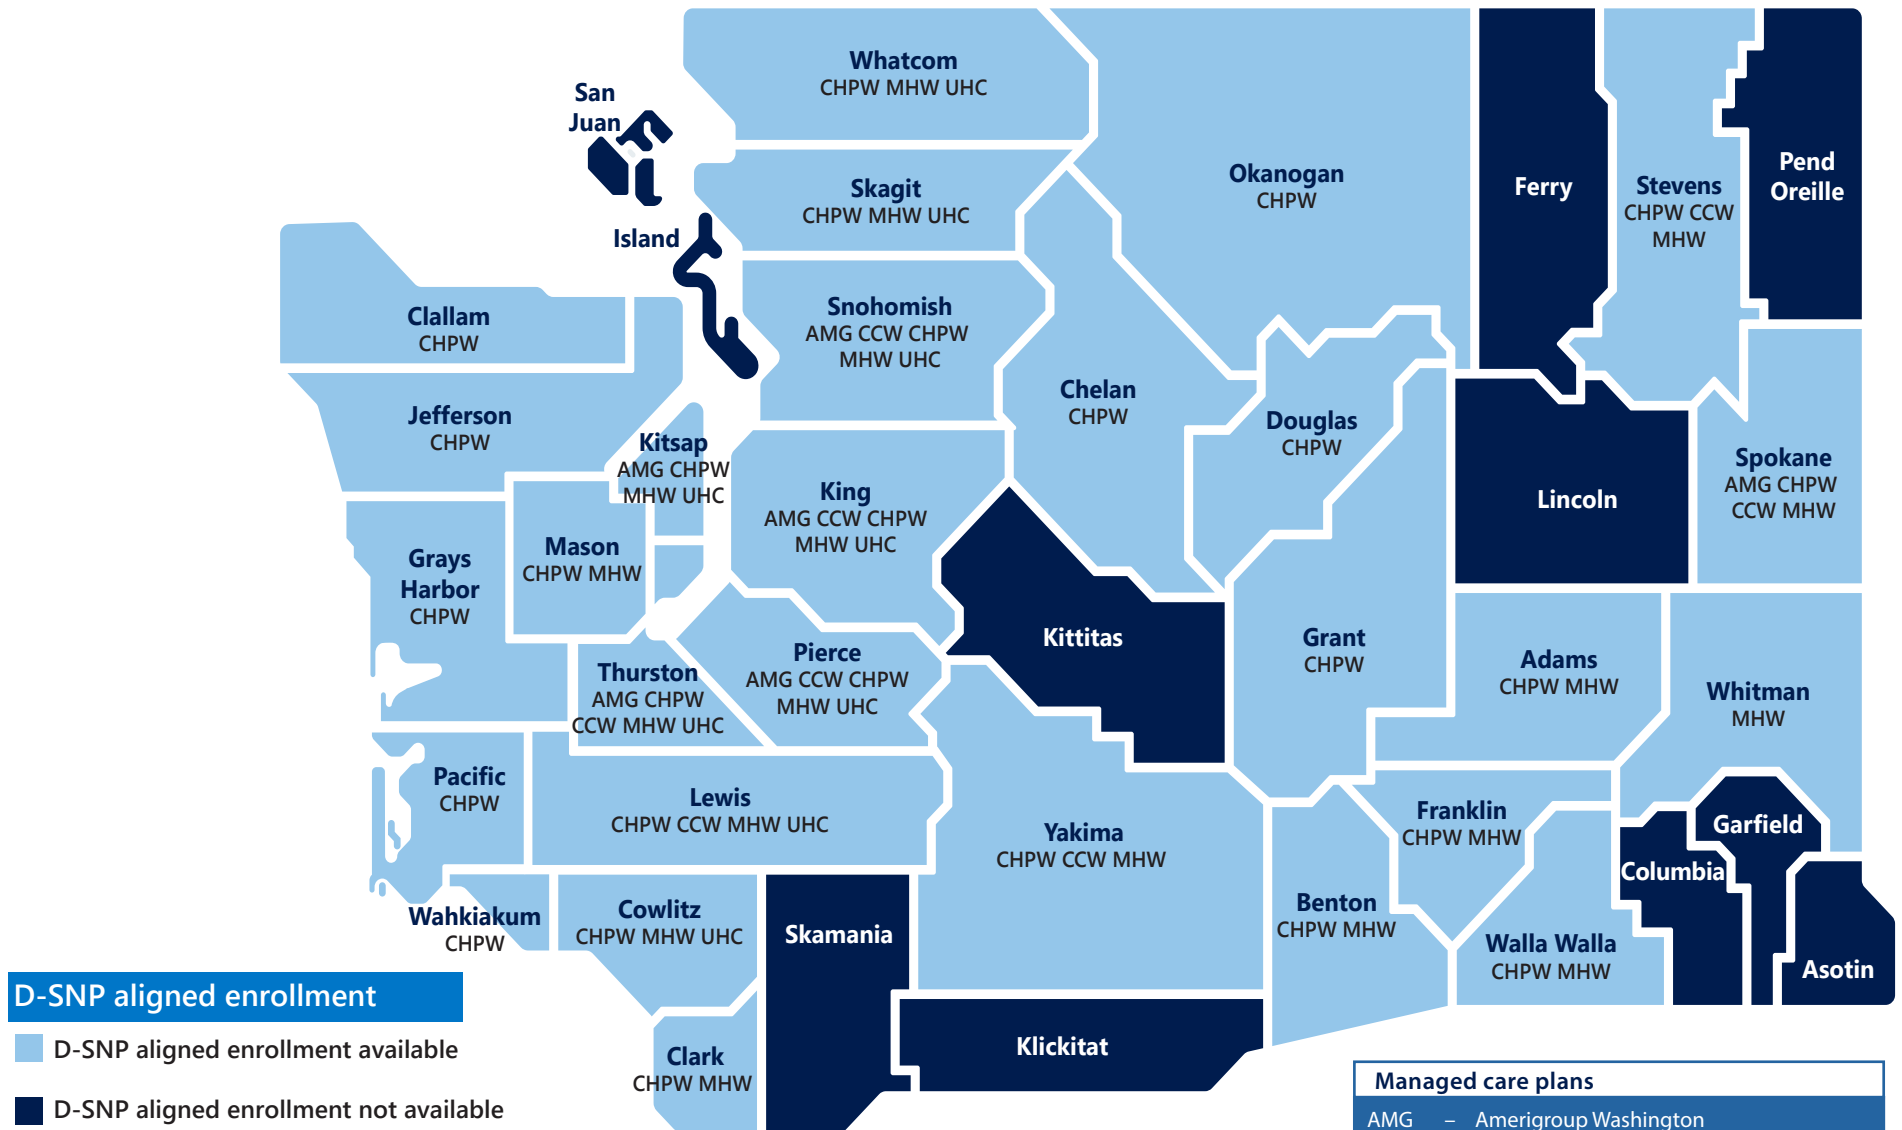 Whatcom
CHPW MHW UHC
San
Juan
Skagit
CHPW MHW UHC
Island
Okanogan
CHPW
Ferry
Stevens
CHPW CCW
MHW
Pend
Oreille
Clallam
CHPW
Snohomish
AMG CCW CHPW
MHW UHC
Jefferson
CHPW
Kitsap
AMG CHPW
MHW UHC
Chelan
CHPW
Douglas
CHPW
Lincoln
Spokane
AMG CHPW
CCW MHW
King
AMG CCW CHPW
MHW UHC
Grays
Harbor
CHPW
Mason
CHPW MHW
Kittitas
Grant
CHPW
Adams
CHPW MHW
Whitman
MHW
Thurston
AMG CHPW
CCW MHW UHC
Pierce
AMG CCW CHPW
MHW UHC
Pacific
CHPW
Lewis
CHPW CCW MHW UHC
Yakima
CHPW CCW MHW
Franklin
CHPW MHW
Garfield
Columbia
Wahkiakum
CHPW
Cowlitz
CHPW MHW UHC
Skamania
Benton
CHPW MHW
Walla Walla
CHPW MHW
Asotin
Klickitat
Clark
CHPW MHW
D-SNP aligned enrollment
D-SNP aligned enrollment available
D-SNP aligned enrollment not available
Managed care plans
AMG – Amerigroup Washington